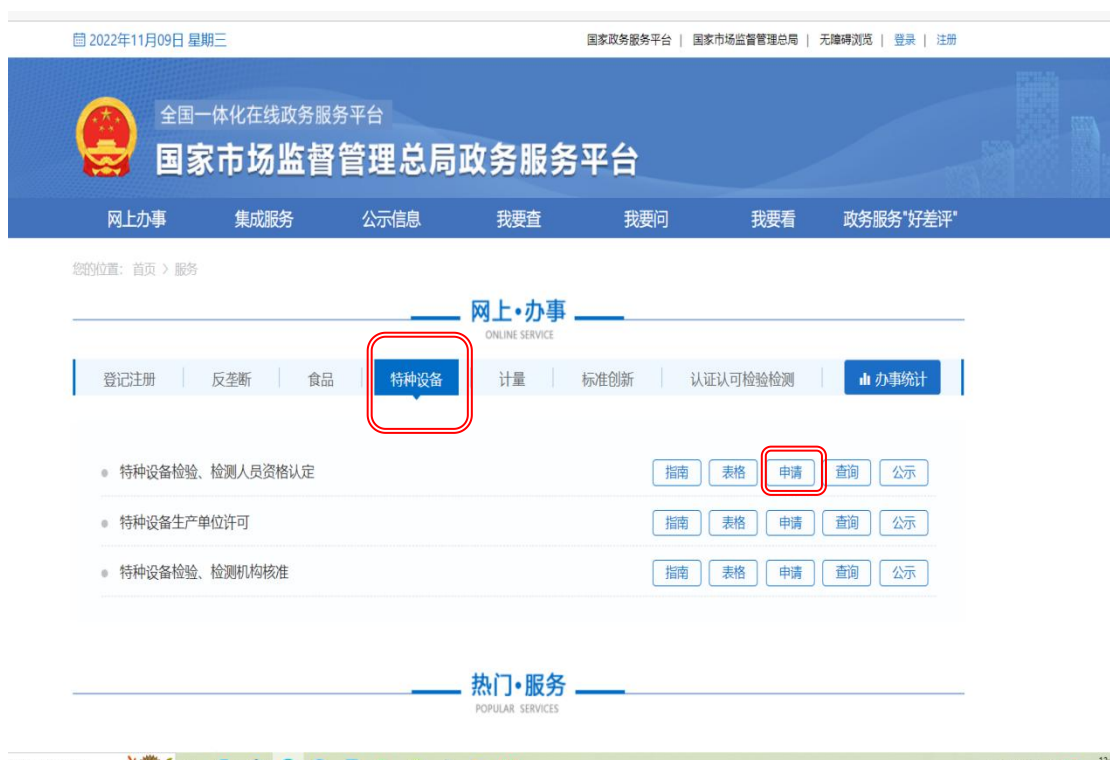 2022年11月09日 星期三 国家政务服务平台 | 国家市场监督管理总局 | 无障碍浏览 | 登录 | 注册
全国一体化在线政务服务平台
国家市场监督管理总局政务服务平台
网上办事 集成服务 公示信息 我要查 我要问 我要看 政务服务"好差评"
您的位置: 首页 > 服务
网上•办事
ONLINE SERVICE
登记注册 反垄断 食品 特种设备 计量 标准创新 认证认可检验检测 办事统计
特种设备检验、检测人员资格认定 指南 表格 申请 查询 公示
特种设备生产单位许可 指南 表格 申请 查询 公示
特种设备检验、检测机构核准 指南 表格 申请 查询 公示
热门•服务
POPULAR SERVICES